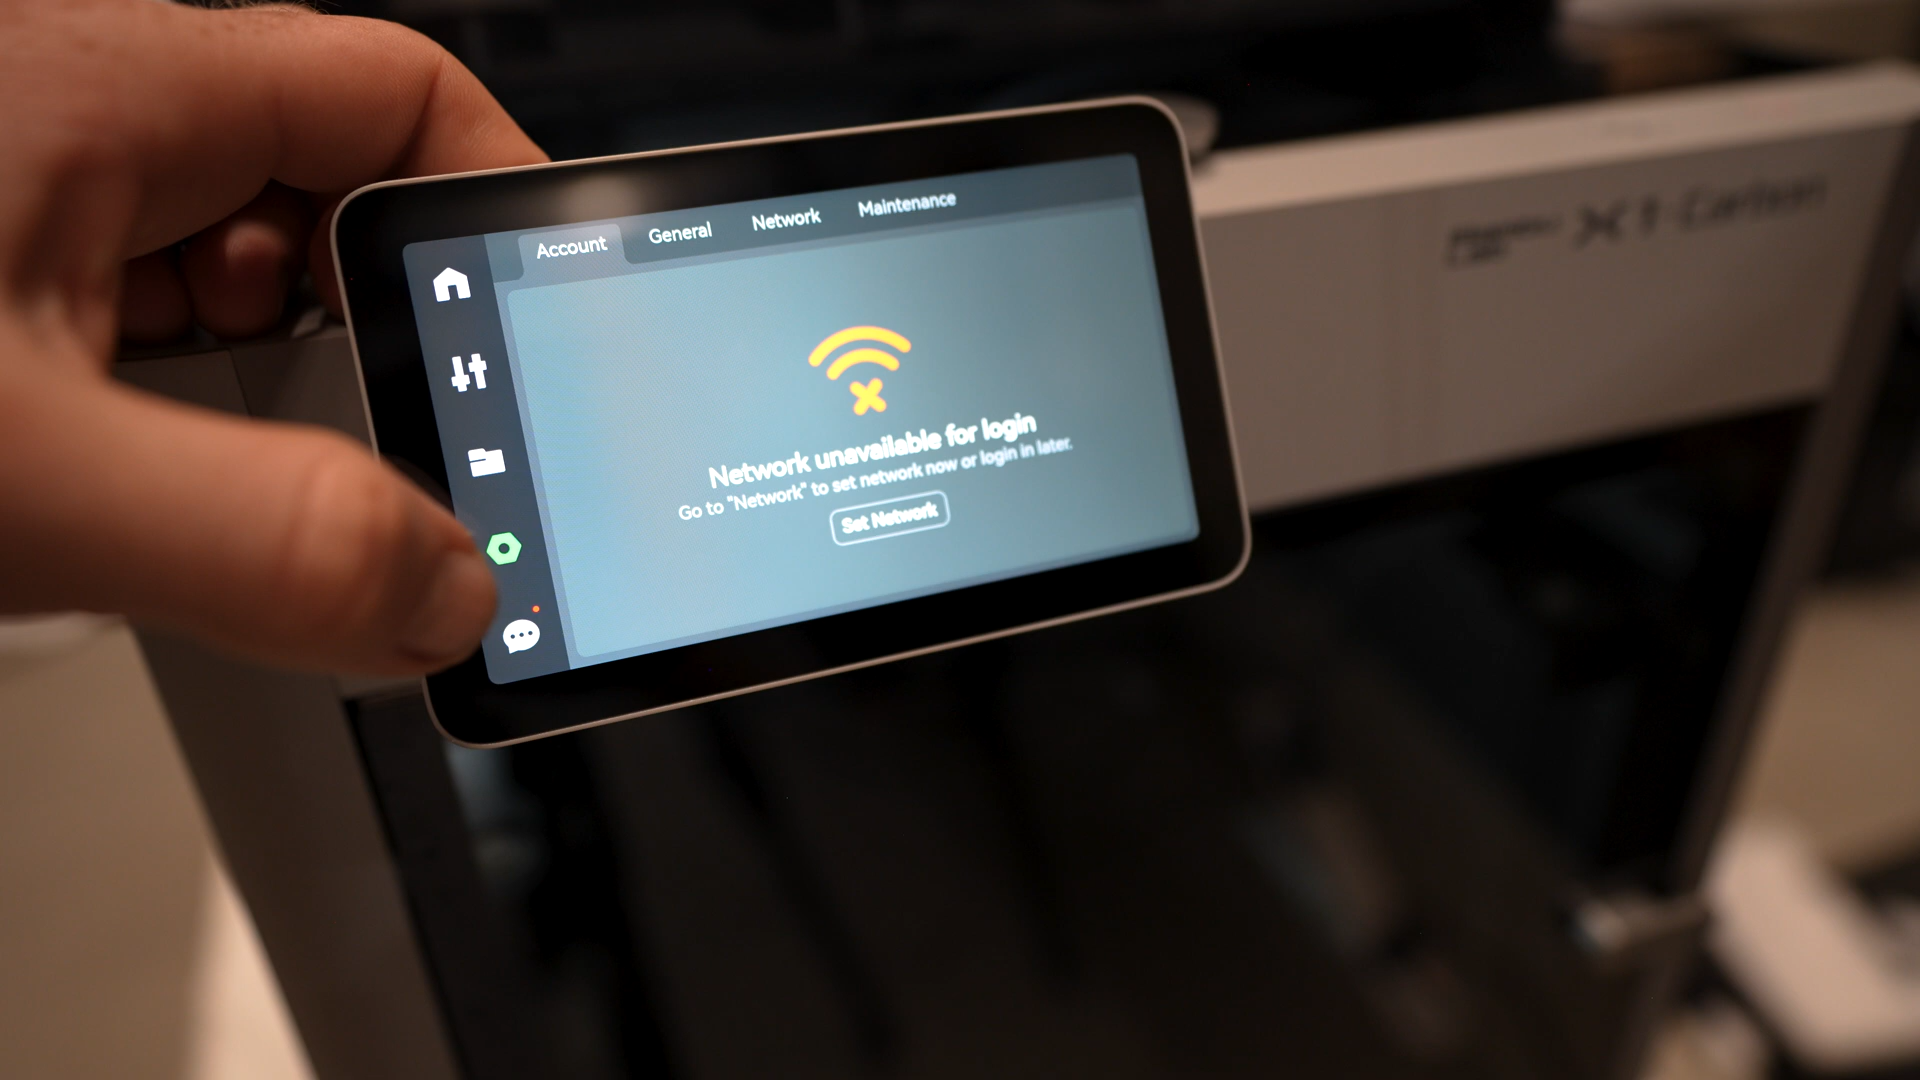 Account General Network Maintenance
Network unavailable for login
Go to "Network" to set network now or login in later.
Set Network
X1 Carbon